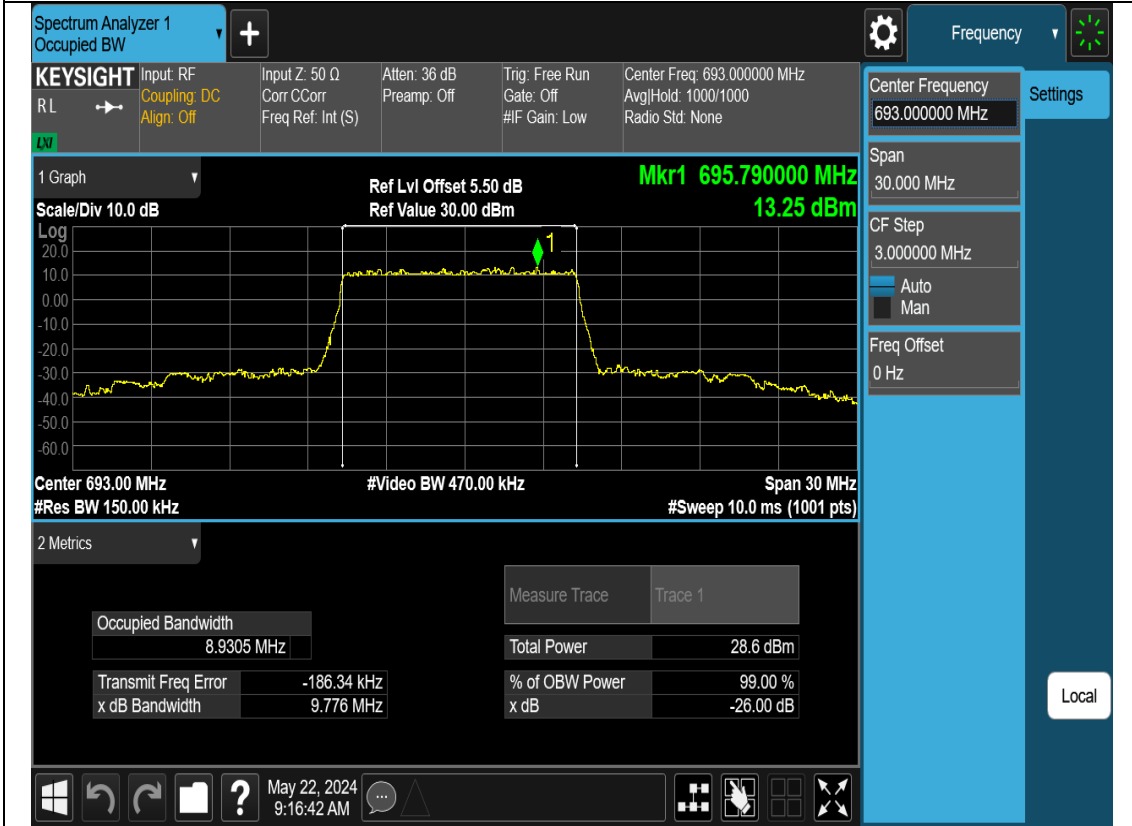 Spectrum Analyzer 1
Occupied BW
+
Frequency
KEYSIGHT
RL
LXI
Input: RF
Coupling: DC
Align: Off
Input Z: 50 Ω
Corr CCorr
Freq Ref: Int (S)
Atten: 36 dB
Preamp: Off
Trig: Free Run
Gate: Off
#IF Gain: Low
Center Freq: 693.000000 MHz
Avg|Hold: 1000/1000
Radio Std: None
Center Frequency
693.000000 MHz
Settings
Span
30.000 MHz
CF Step
3.000000 MHz
Auto
Man
Freq Offset
0 Hz
Local
1 Graph
Scale/Div 10.0 dB
Ref Lvl Offset 5.50 dB
Ref Value 30.00 dBm
Mkr1 695.790000 MHz
13.25 dBm
Log
1
20.0
10.0
0.00
-10.0
-20.0
-30.0
-40.0
-50.0
-60.0
Center 693.00 MHz
#Res BW 150.00 kHz
#Video BW 470.00 kHz
Span 30 MHz
#Sweep 10.0 ms (1001 pts)
2 Metrics
Measure Trace Trace 1
Occupied Bandwidth
8.9305 MHz
Total Power 28.6 dBm
Transmit Freq Error -186.34 kHz
% of OBW Power 99.00 %
x dB Bandwidth 9.776 MHz
x dB -26.00 dB
?
May 22, 2024
9:16:42 AM